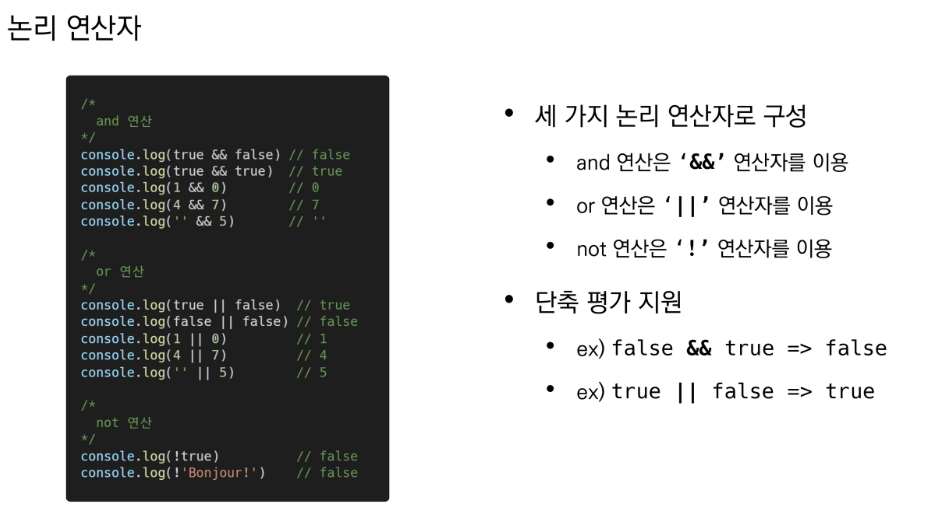 논리 연산자
/*
  and 연산
*/
console.log(true && false) // false
console.log(true && true)  // true
console.log(1 && 0)        // 0
console.log(4 && 7)        // 7
console.log('' && 5)       // ''
/*
  or 연산
*/
console.log(true || false)  // true
console.log(false || false) // false
console.log(1 || 0)         // 1
console.log(4 || 7)         // 4
console.log('' || 5)        // 5
/*
  not 연산
*/
console.log(!true)          // false
console.log(!'Bonjour!')    // false
• 세 가지 논리 연산자로 구성
• and 연산은 ‘&&’ 연산자를 이용
• or 연산은 ‘||’ 연산자를 이용
• not 연산은 ‘!’ 연산자를 이용
• 단축 평가 지원
• ex) false && true => false
• ex) true || false => true